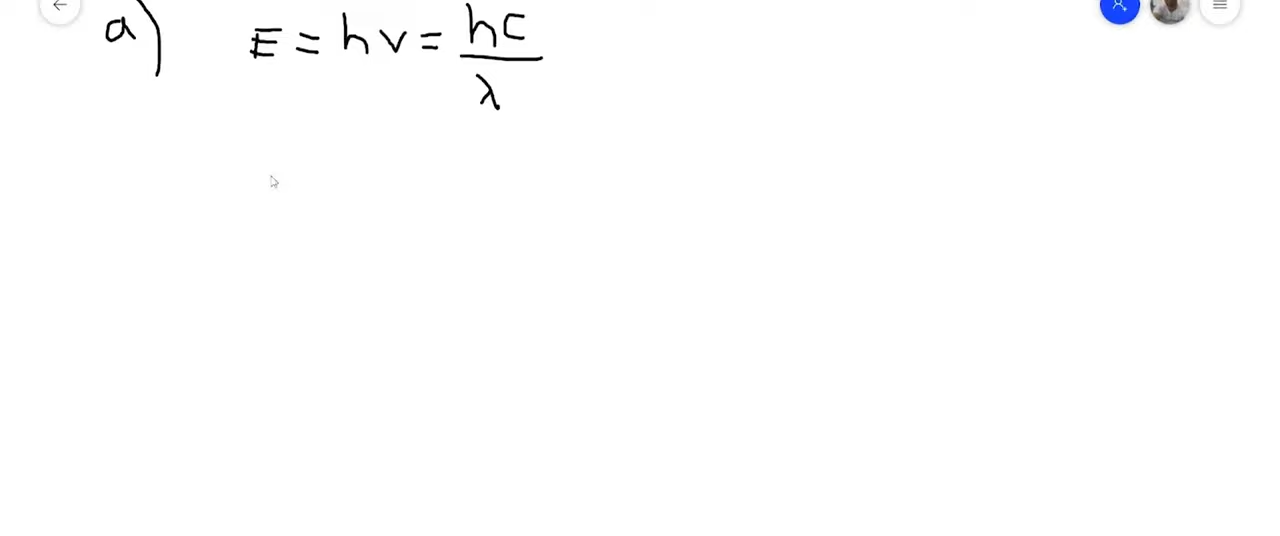 a) E = hν = hc/λ